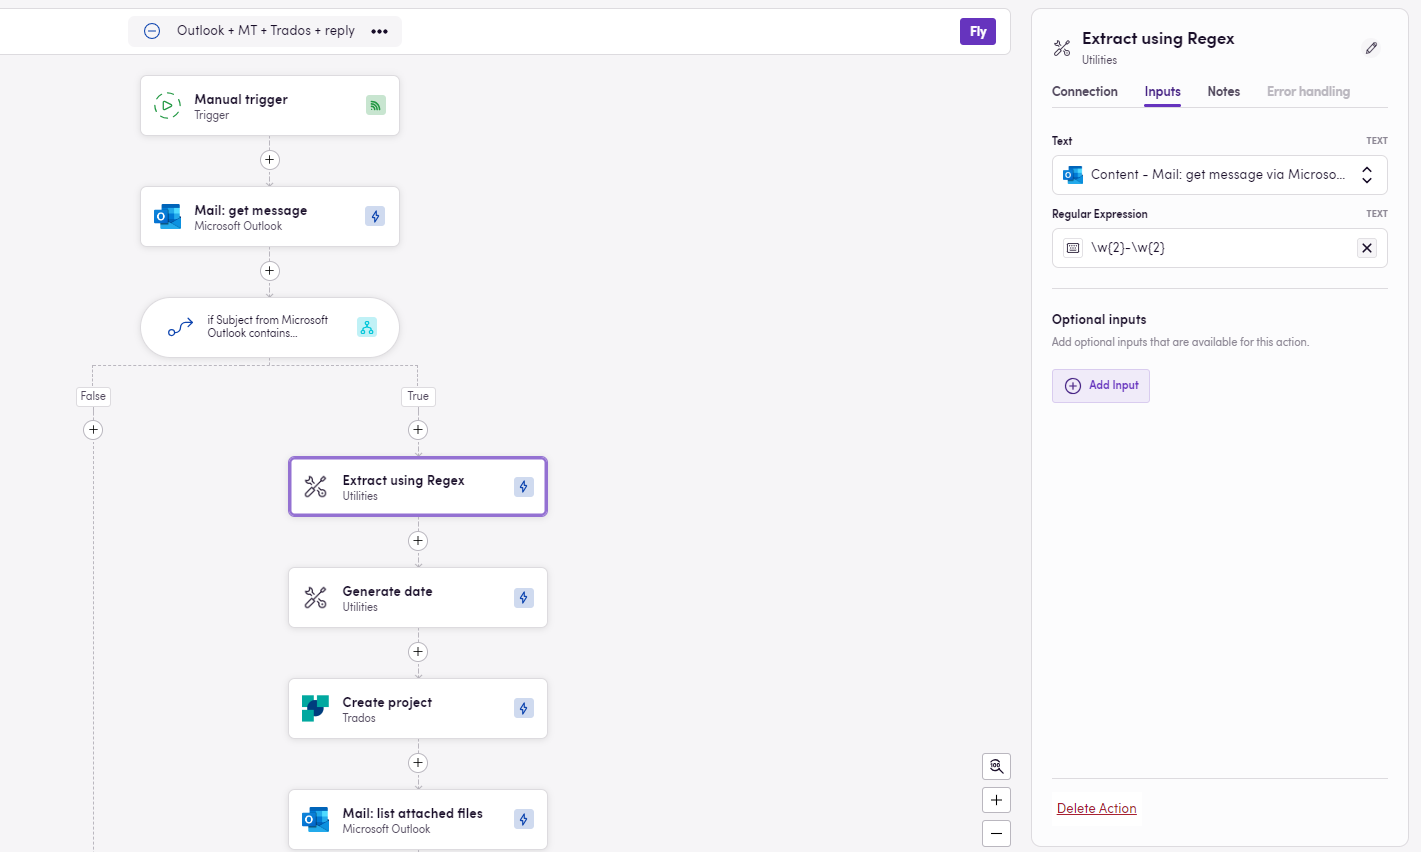 Outlook + MT + Trados + reply
Fly
Manual trigger
Trigger
Mail: get message
Microsoft Outlook
if Subject from Microsoft
Outlook contains...
False
True
Extract using Regex
Utilities
Generate date
Utilities
Create project
Trados
Mail: list attached files
Microsoft Outlook
Extract using Regex
Utilities
Connection
Inputs
Notes
Error handling
Text
TEXT
Content - Mail: get message via Microso...
Regular Expression
TEXT
\w{2}-\w{2}
Optional inputs
Add optional inputs that are available for this action.
Add Input
Delete Action